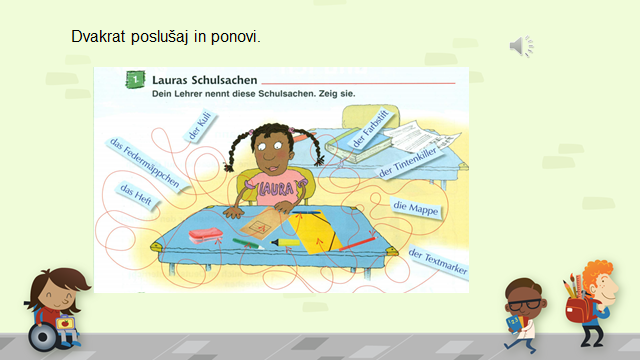 Dvakrat poslušaj in ponovi.
1 Lauras Schulsachen
Dein Lehrer nennt diese Schulsachen. Zeig sie.
der Kuli
der Farbstift
das Federmäppchen
der Tintenkiller
das Heft
LAURA
die Mappe
der Textmarker